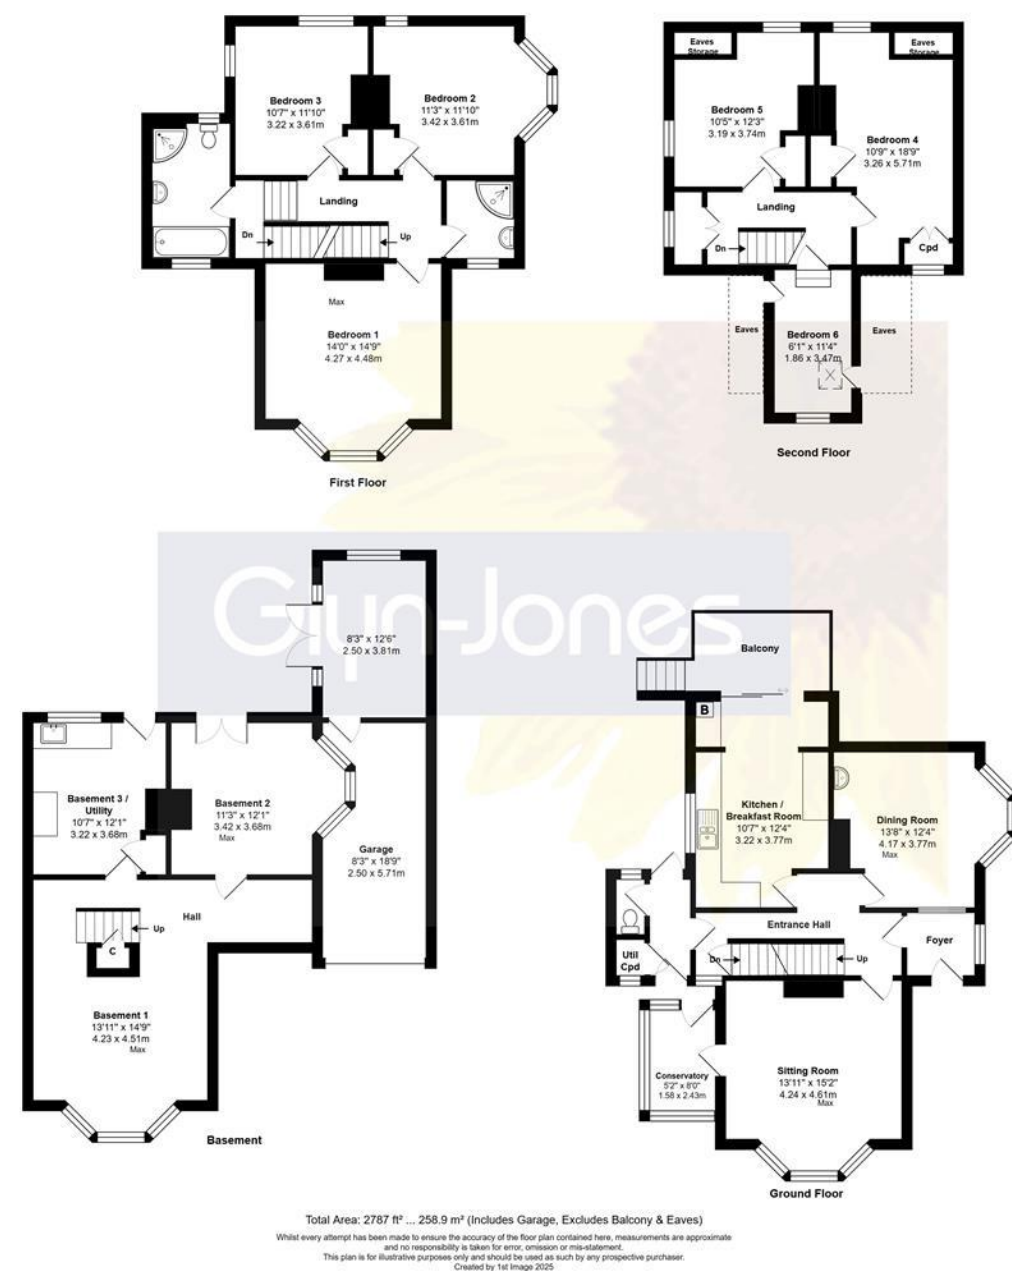 Bedroom 3
10'7" x 11'10"
3.22 x 3.61m
Bedroom 2
11'3" x 11'10"
3.42 x 3.61m
Landing
Dn
Up
Max
Bedroom 1
14'0" x 14'9"
4.27 x 4.48m
First Floor
Eaves
Storage
Eaves
Storage
Bedroom 5
10'5" x 12'3"
3.19 x 3.74m
Bedroom 4
10'9" x 18'9"
3.26 x 5.71m
Landing
Dn
Cpd
Eaves
Bedroom 6
6'1" x 11'4"
1.86 x 3.47m
Eaves
Second Floor
Glyn-Jones
8'3" x 12'6"
2.50 x 3.81m
Basement 3 /
Utility
10'7" x 12'1"
3.22 x 3.68m
Basement 2
11'3" x 12'1"
3.42 x 3.68m
Max
Garage
8'3" x 18'9"
2.50 x 5.71m
Hall
Up
C
Basement 1
13'11" x 14'9"
4.23 x 4.51m
Max
Basement
Balcony
B
Kitchen /
Breakfast Room
10'7" x 12'4"
3.22 x 3.77m
Dining Room
13'8" x 12'4"
4.17 x 3.77m
Max
Entrance Hall
Foyer
Util
Cpd
Dn
Up
Conservatory
5'2" x 8'0"
1.58 x 2.43m
Sitting Room
13'11" x 15'2"
4.24 x 4.61m
Max
Ground Floor
Total Area: 2787 ft² ... 258.9 m² (Includes Garage, Excludes Balcony & Eaves)
Whilst every attempt has been made to ensure the accuracy of the floor plan contained here, measurements are approximate
and no responsibility is taken for error, omission or mis-statement.
This plan is for illustrative purposes only and should be used as such by any prospective purchaser.
Created by 1st Image 2025